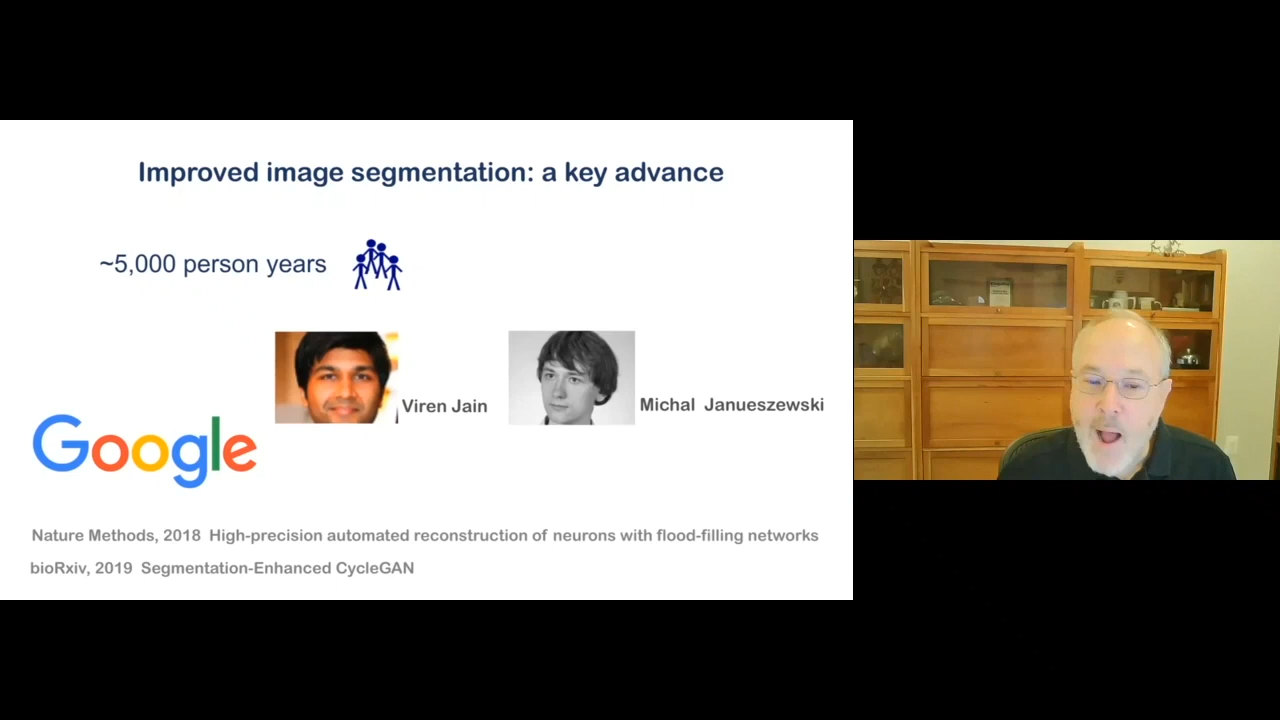 Improved image segmentation: a key advance
~5,000 person years
Viren Jain
Michal Janueszewski
Google
Nature Methods, 2018 High-precision automated reconstruction of neurons with flood-filling networks
bioRxiv, 2019 Segmentation-Enhanced CycleGAN